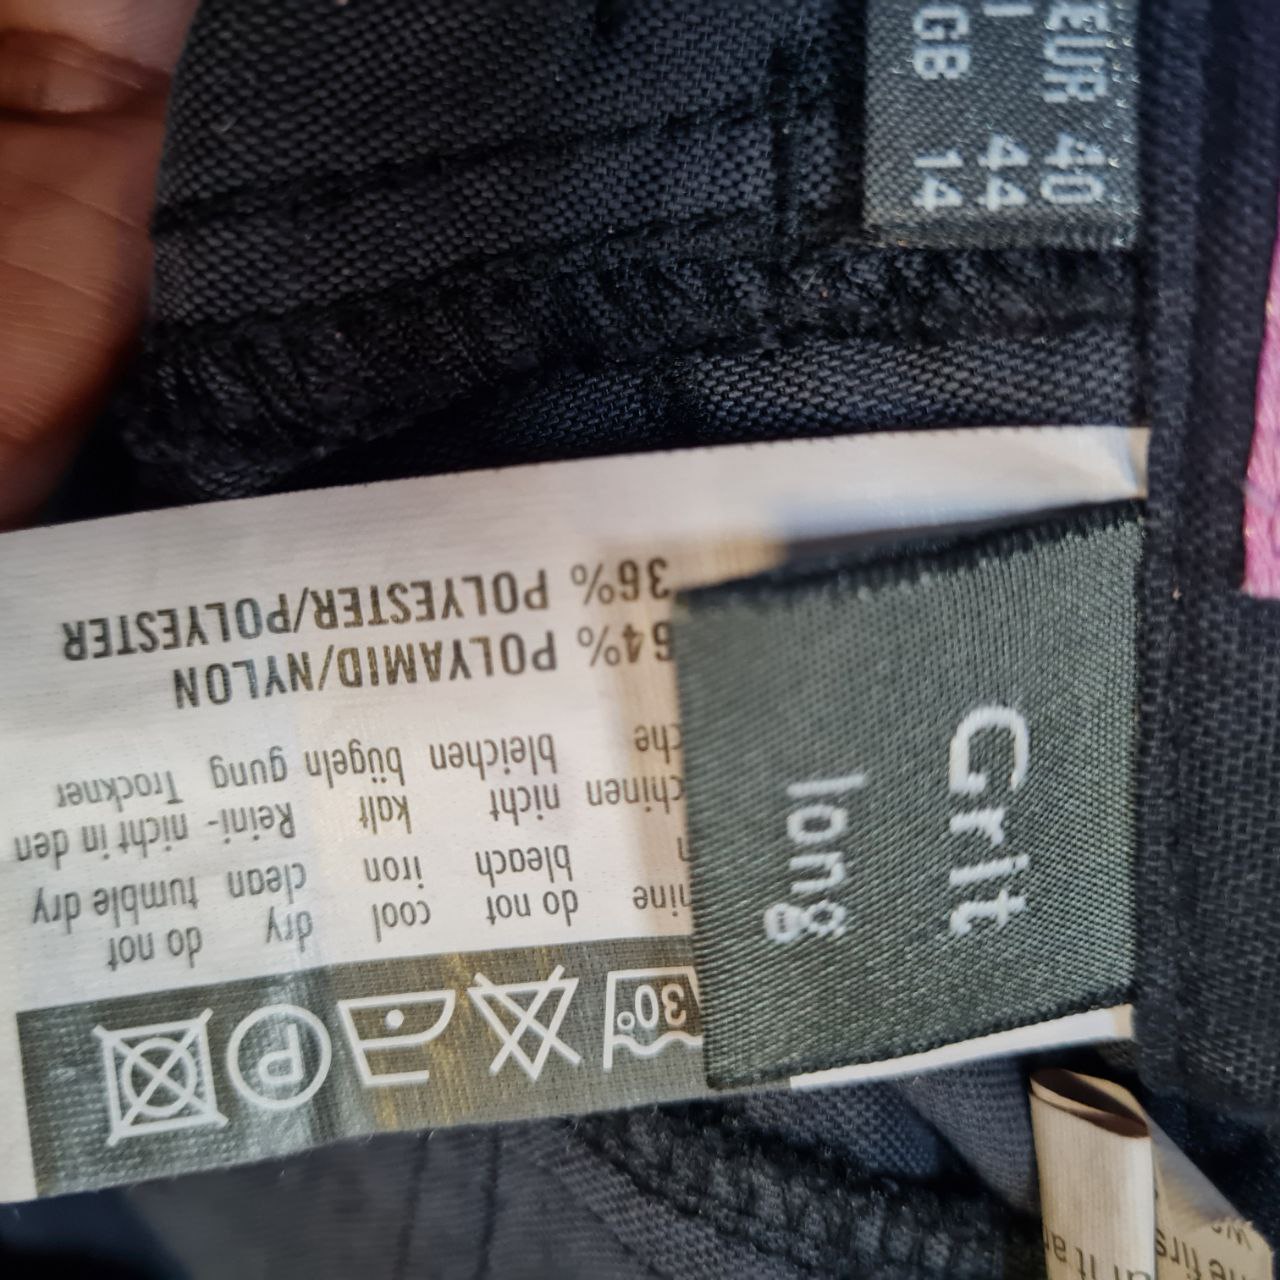 EUR 40
I 44
GB 14
Grit
long
30°
do not
do not
cool
dry
bleach
iron
clean
tumble dry
chinen
nicht
kalt
Reini-
nicht in den
bleichen
bügeln
gung
Trockner
64% POLYAMID/NYLON
36% POLYESTER/POLYESTER
P